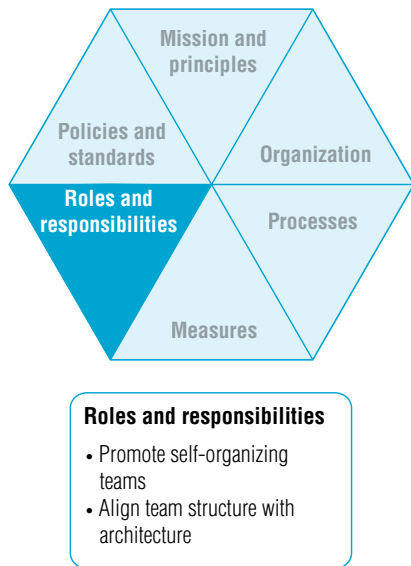 Mission and
principles
Policies and
standards
Organization
Roles and
responsibilities
Processes
Measures
Roles and responsibilities
• Promote self-organizing
teams
• Align team structure with
architecture